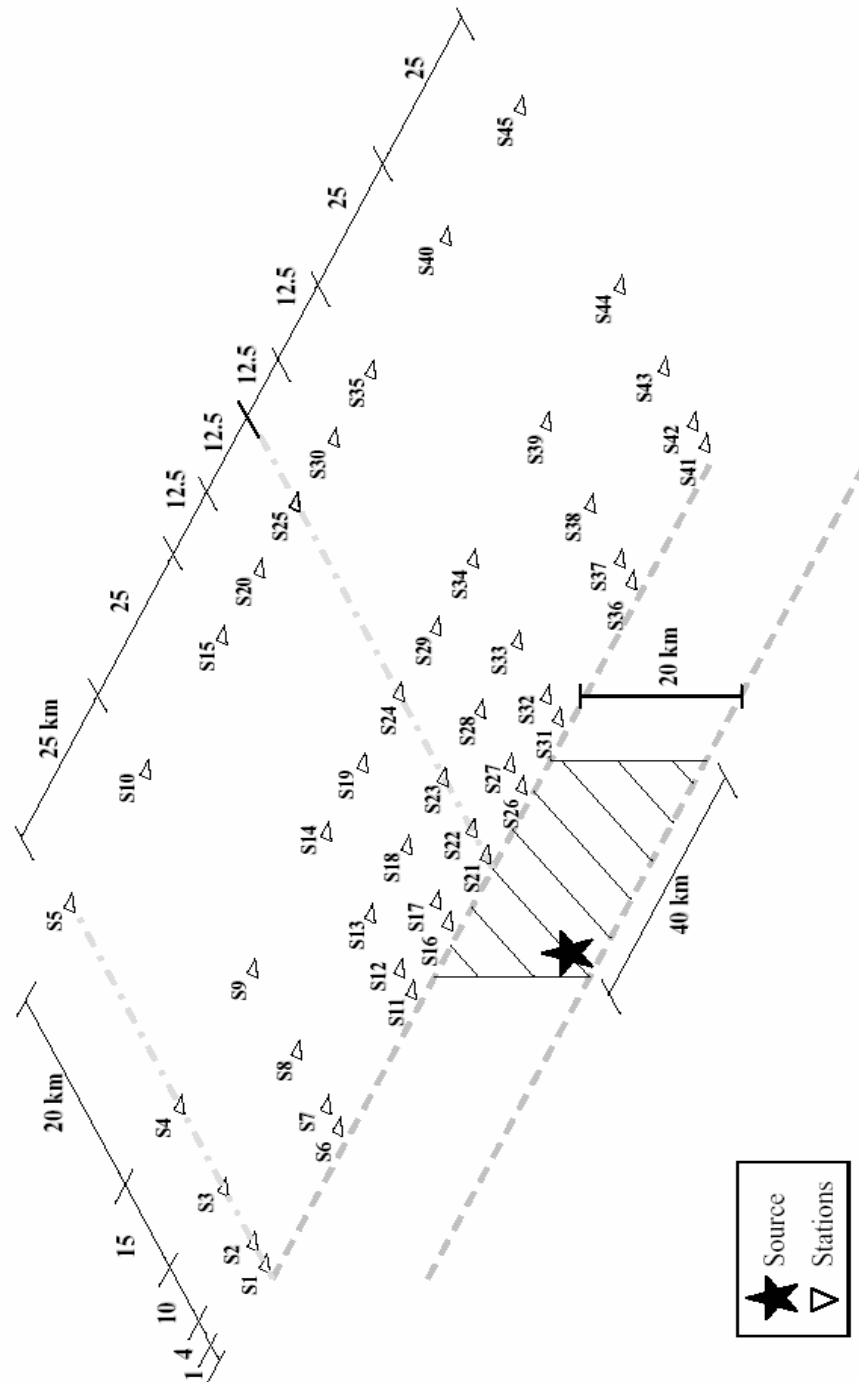 1
4
10
15
20 km
25 km
25
12.5
12.5
12.5
12.5
25
25
S1
S2
S3
S4
S5
S6
S7
S8
S9
S10
S11
S12
S13
S14
S15
S16
S17
S18
S19
S20
S21
S22
S23
S24
S25
S26
S27
S28
S29
S30
S31
S32
S33
S34
S35
S36
S37
S38
S39
S40
S41
S42
S43
S44
S45
20 km
40 km
Source
Stations